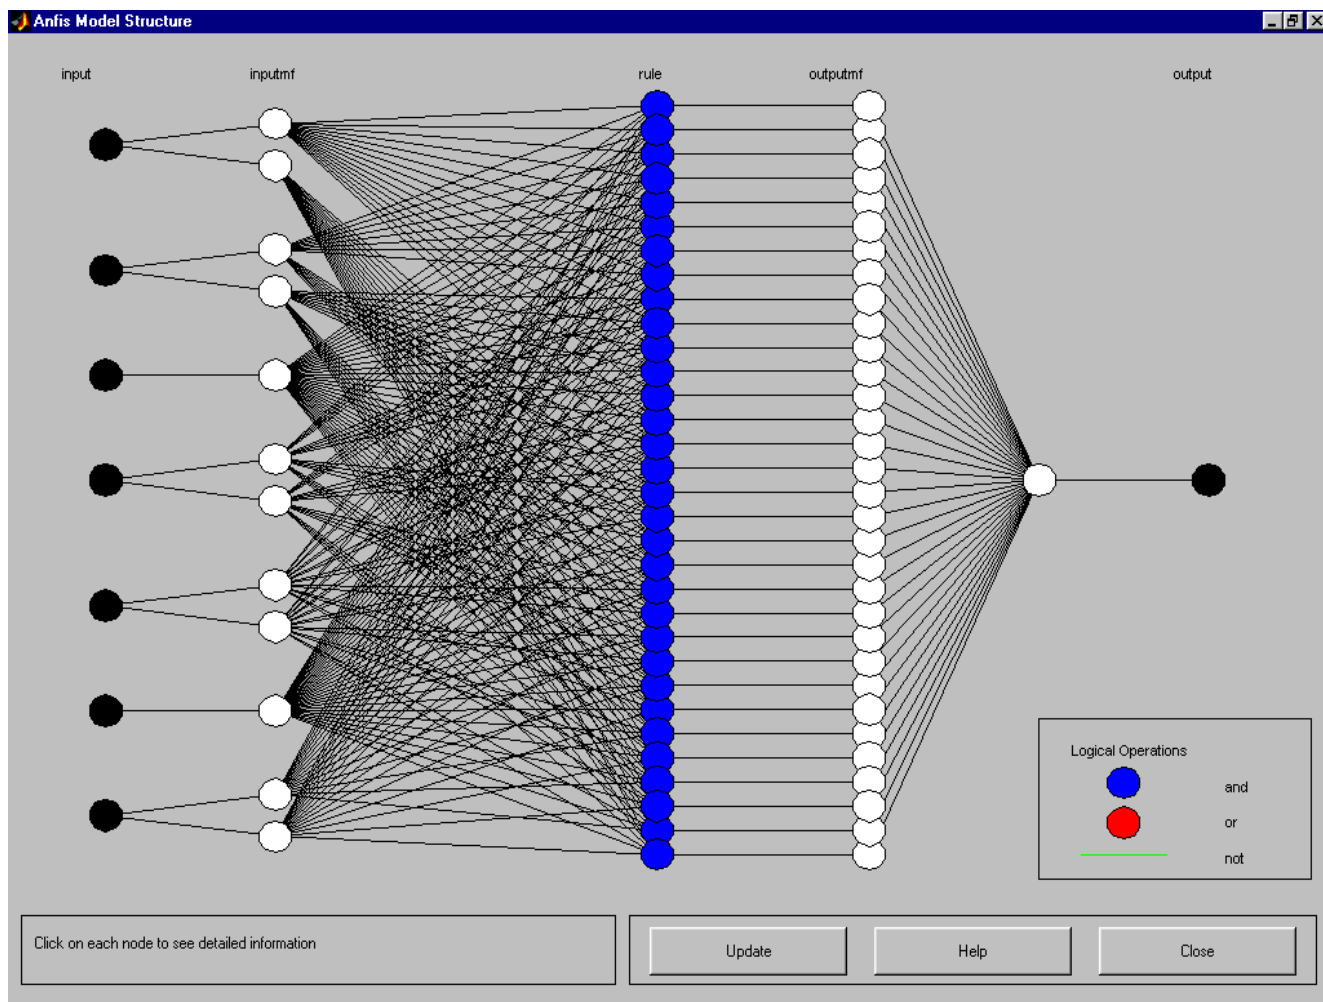 Anfis Model Structure
input inputmf rule outputmf output
Logical Operations
and
or
not
Click on each node to see detailed information
Update Help Close